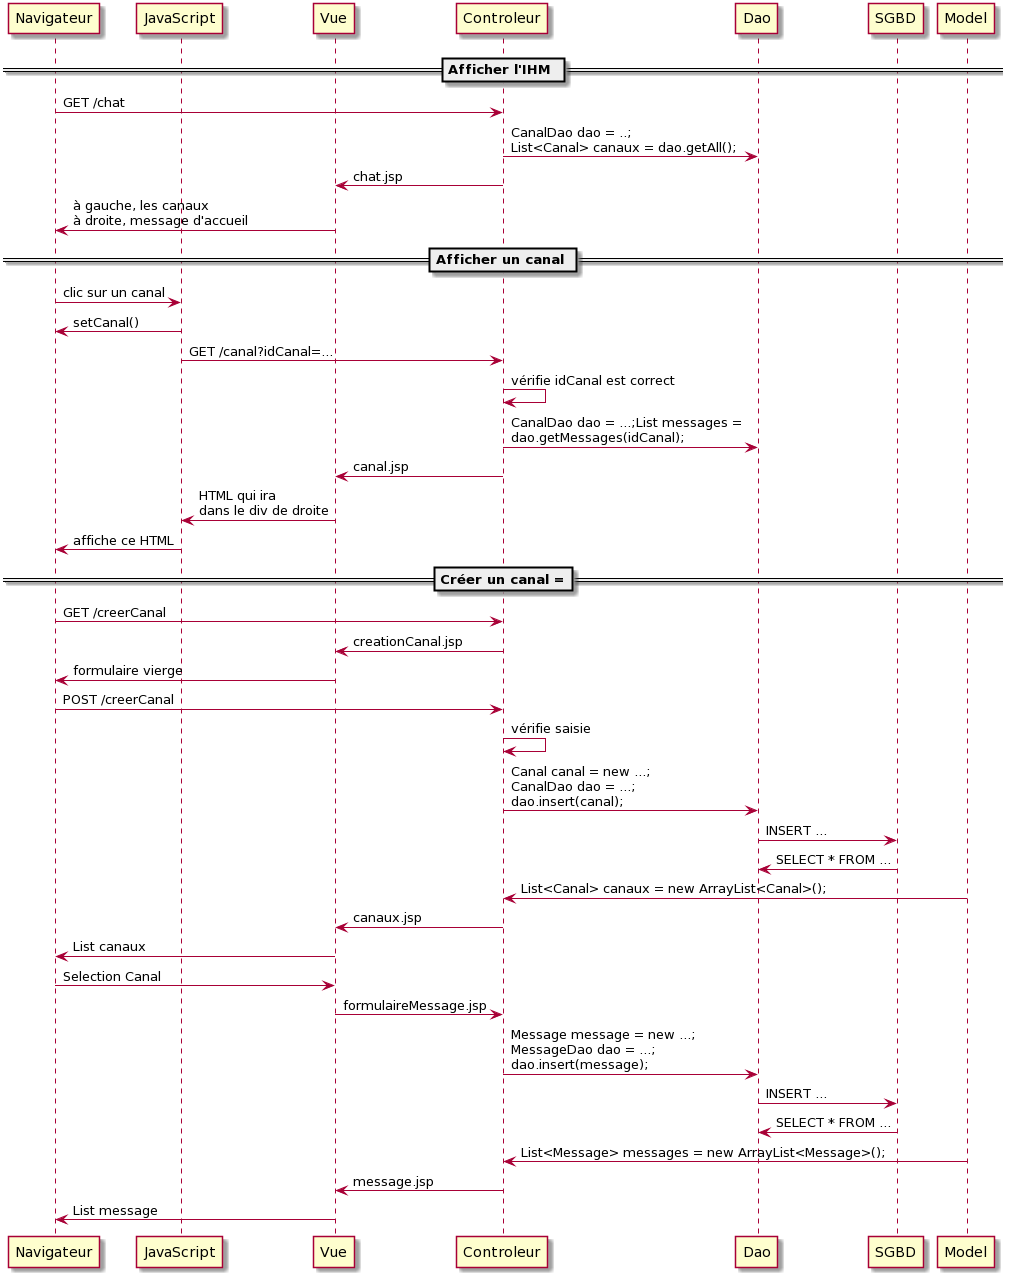 Navigateur JavaScript Vue Controleur Dao SGBD Model
Afficher l'IHM
GET /chat
CanalDao dao = ..;
List<Canal> canaux = dao.getAll();
chat.jsp
à gauche, les canaux
à droite, message d'accueil
Afficher un canal
clic sur un canal
setCanal()
GET /canal?idCanal=...
vérifie idCanal est correct
CanalDao dao = ...;List messages =
dao.getMessages(idCanal);
canal.jsp
HTML qui ira
dans le div de droite
affiche ce HTML
Créer un canal =
GET /creerCanal
creationCanal.jsp
formulaire vierge
POST /creerCanal
vérifie saisie
Canal canal = new ...;
CanalDao dao = ...;
dao.insert(canal);
INSERT ...
SELECT * FROM ...
List<Canal> canaux = new ArrayList<Canal>();
canaux.jsp
List canaux
Selection Canal
formulaireMessage.jsp
Message message = new ...;
MessageDao dao = ...;
dao.insert(message);
INSERT ...
SELECT * FROM ...
List<Message> messages = new ArrayList<Message>();
message.jsp
List message
Navigateur JavaScript Vue Controleur Dao SGBD Model